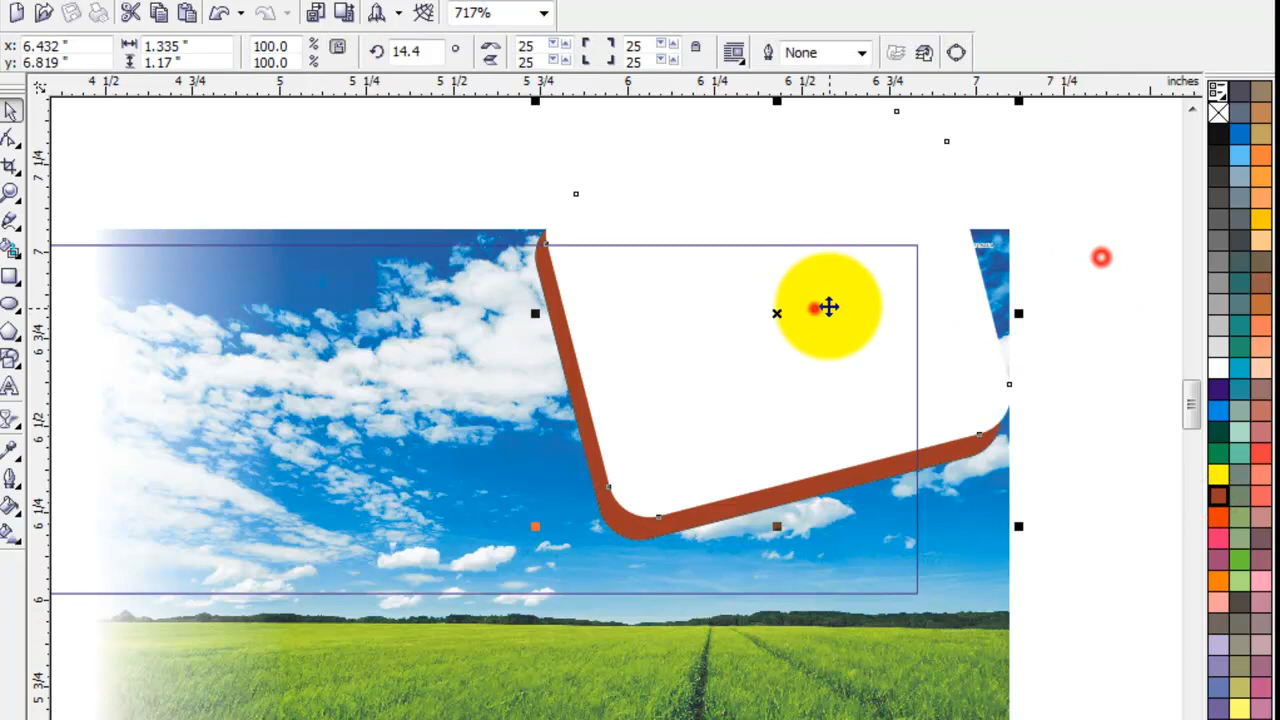 717%
x: 6.432 " 1.335 " 100.0 % 14.4 ° 25 25 None
y: 6.819 " 1.17 " 100.0 % 25 25
4 1/2 4 3/4 5 5 1/4 5 1/2 5 3/4 6 6 1/4 6 1/2 6 3/4 7 7 1/4 inches
7 1/4
7
6 3/4
6 1/2
6 1/4
6
5 3/4